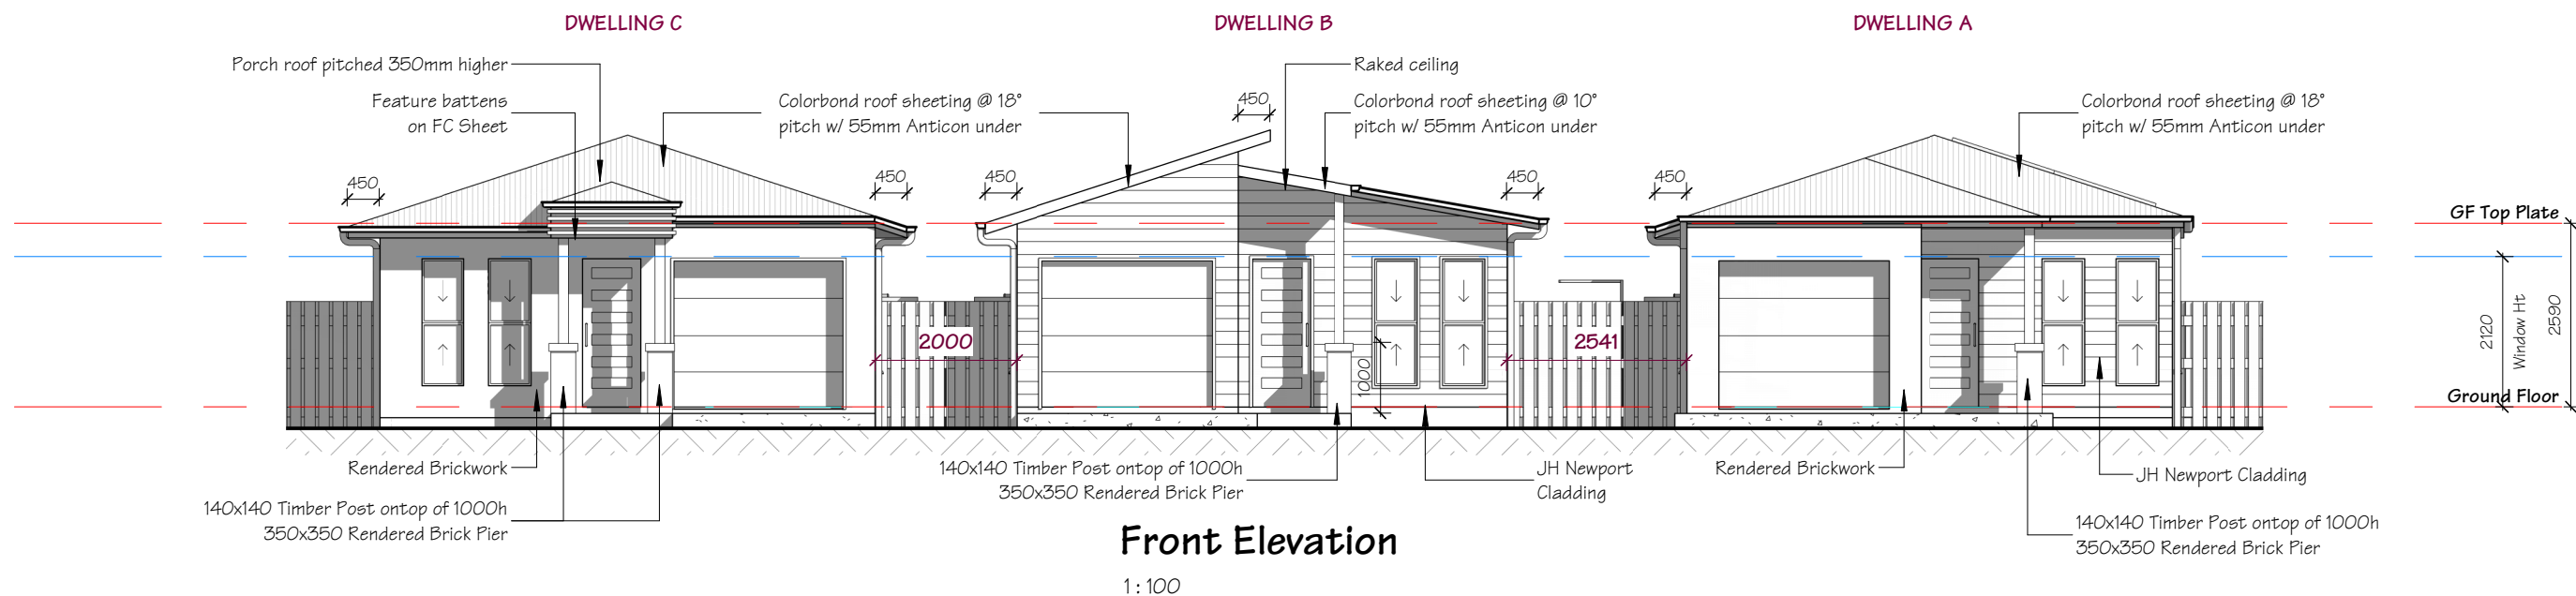 DWELLING C
DWELLING B
DWELLING A
Porch roof pitched 350mm higher
Feature battens
on FC Sheet
Colorbond roof sheeting @ 18°
pitch w/ 55mm Anticon under
Raked ceiling
Colorbond roof sheeting @ 10°
pitch w/ 55mm Anticon under
Colorbond roof sheeting @ 18°
pitch w/ 55mm Anticon under
450
450
450
450
450
450
GF Top Plate
2000
2541
1000
2120
Window Ht
2590
Ground Floor
Rendered Brickwork
140x140 Timber Post ontop of 1000h
350x350 Rendered Brick Pier
140x140 Timber Post ontop of 1000h
350x350 Rendered Brick Pier
JH Newport
Cladding
Rendered Brickwork
JH Newport Cladding
140x140 Timber Post ontop of 1000h
350x350 Rendered Brick Pier
Front Elevation
1 : 100